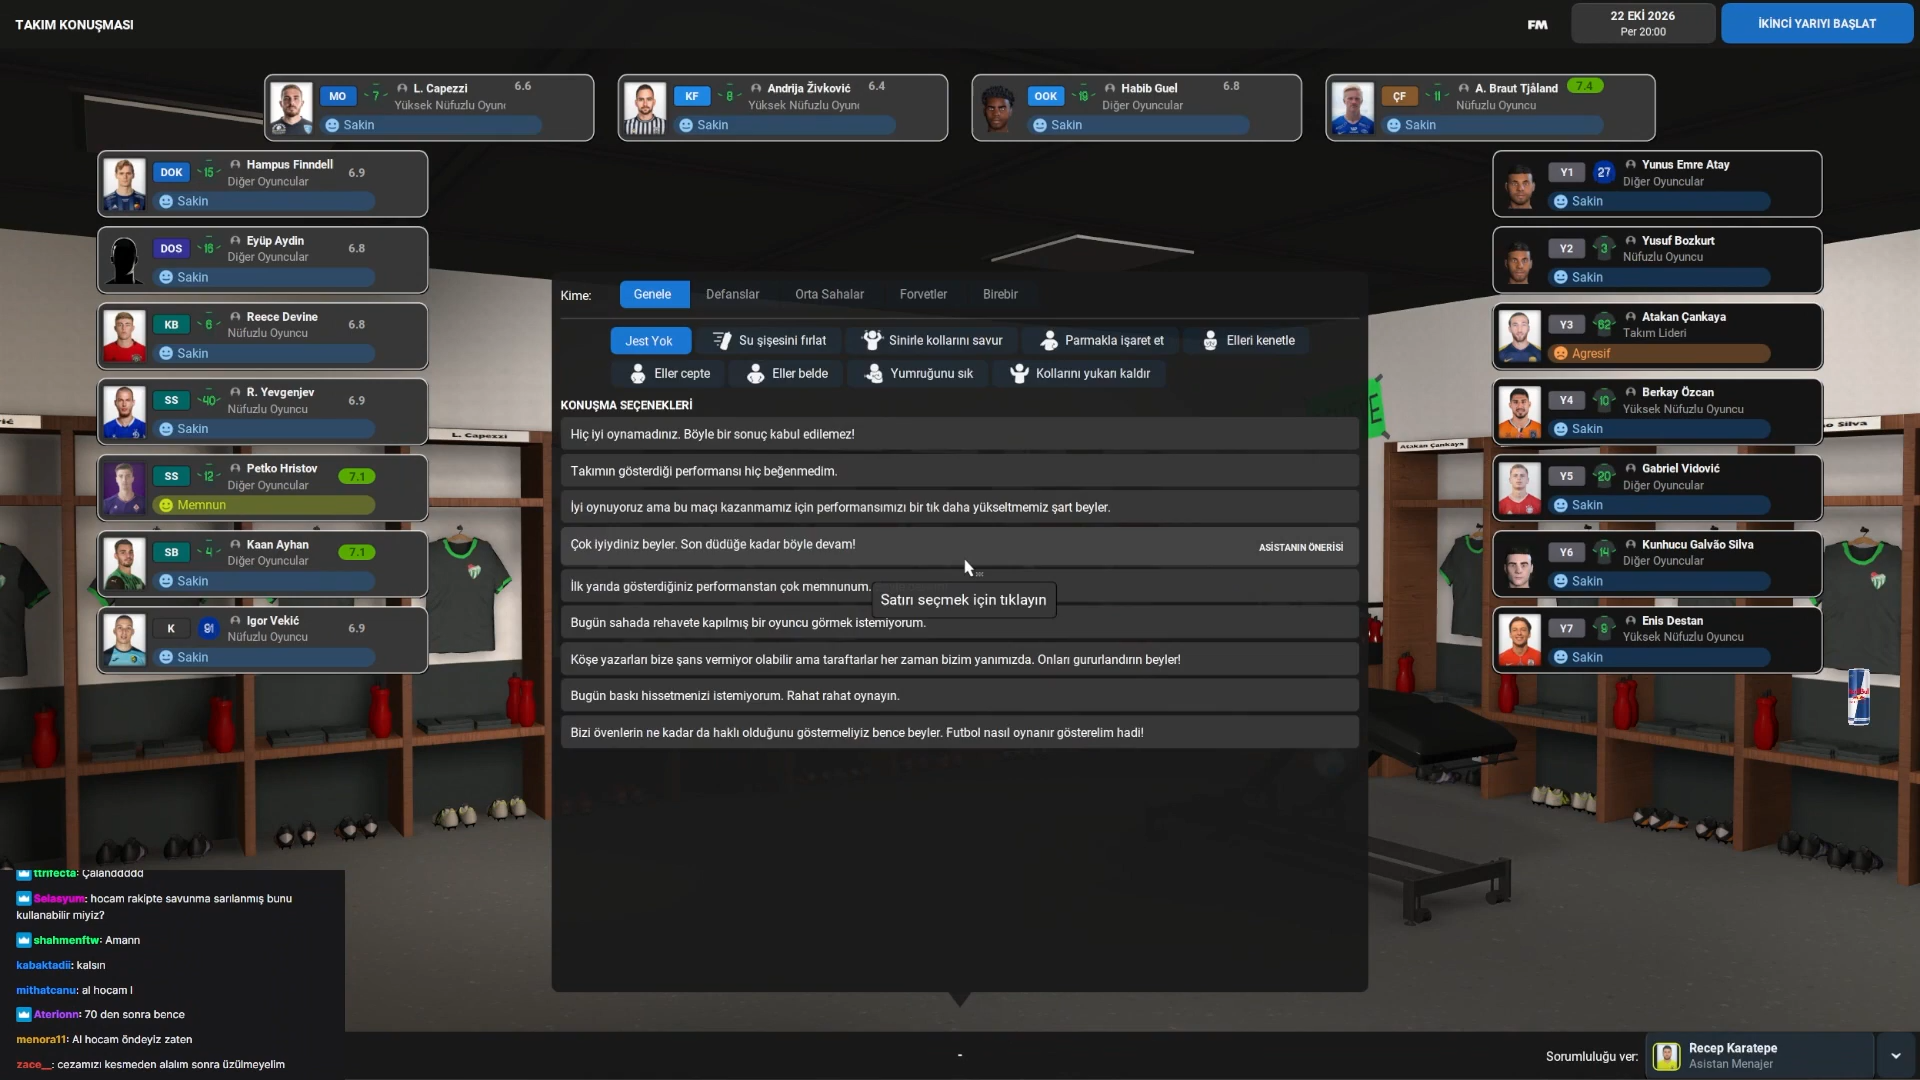 TAKIM KONUŞMASI
FM
22 EKİ 2026
Per 20:00
İKİNCİ YARIYI BAŞLAT
MO
7
L. Capezzi
6.6
Yüksek Nüfuzlu Oyunc
Sakin
KF
8
Andrija Živković
6.4
Yüksek Nüfuzlu Oyunc
Sakin
OOK
19
Habib Guel
6.8
Diğer Oyuncular
Sakin
ÇF
11
A. Braut Tjåland
7.4
Nüfuzlu Oyuncu
Sakin
DOK
15
Hampus Finndell
6.9
Diğer Oyuncular
Sakin
DOS
18
Eyüp Aydin
6.8
Diğer Oyuncular
Sakin
KB
6
Reece Devine
6.8
Nüfuzlu Oyuncu
Sakin
SS
40
R. Yevgenjev
6.9
Nüfuzlu Oyuncu
Sakin
SS
12
Petko Hristov
7.1
Diğer Oyuncular
Memnun
SB
4
Kaan Ayhan
7.1
Diğer Oyuncular
Sakin
K
91
Igor Vekić
6.9
Nüfuzlu Oyuncu
Sakin
L. Capezzi
Kime:
Genele
Defanslar
Orta Sahalar
Forvetler
Birebir
Jest Yok
Su şişesini fırlat
Sinirle kollarını savur
Parmakla işaret et
Elleri kenetle
Eller cepte
Eller belde
Yumruğunu sık
Kollarını yukarı kaldır
KONUŞMA SEÇENEKLERİ
Hiç iyi oynamadınız. Böyle bir sonuç kabul edilemez!
Takımın gösterdiği performansı hiç beğenmedim.
İyi oynuyoruz ama bu maçı kazanmamız için performansımızı bir tık daha yükseltmemiz şart beyler.
Çok iyiydiniz beyler. Son düdüğe kadar böyle devam!
ASİSTANIN ÖNERİSİ
İlk yarıda gösterdiğiniz performanstan çok memnunum.
Satırı seçmek için tıklayın
Bugün sahada rehavete kapılmış bir oyuncu görmek istemiyorum.
Köşe yazarları bize şans vermiyor olabilir ama taraftarlar her zaman bizim yanımızda. Onları gururlandırın beyler!
Bugün baskı hissetmenizi istemiyorum. Rahat rahat oynayın.
Bizi övenlerin ne kadar da haklı olduğunu göstermeliyiz bence beyler. Futbol nasıl oynanır gösterelim hadi!
Y1
27
Yunus Emre Atay
Diğer Oyuncular
Sakin
Y2
3
Yusuf Bozkurt
Nüfuzlu Oyuncu
Sakin
Y3
62
Atakan Çankaya
Takım Lideri
Agresif
Y4
10
Berkay Özcan
Yüksek Nüfuzlu Oyuncu
Sakin
Y5
20
Gabriel Vidović
Diğer Oyuncular
Sakin
Y6
14
Kunhucu Galvão Silva
Diğer Oyuncular
Sakin
Y7
9
Enis Destan
Yüksek Nüfuzlu Oyuncu
Sakin
Atakan Çankaya
Silva
ttrifecta: Çalanddddd
Selasyum: hocam rakipte savunma sarılanmış bunu
kullanabilir miyiz?
shahmenftw: Amann
kabaktadii: kalsın
mithatcanu: al hocam l
Aterionn: 70 den sonra bence
menora11: Al hocam öndeyiz zaten
zace__: cezamızı kesmeden alalım sonra üzülmeyelim
-
Sorumluluğu ver:
Recep Karatepe
Asistan Menajer